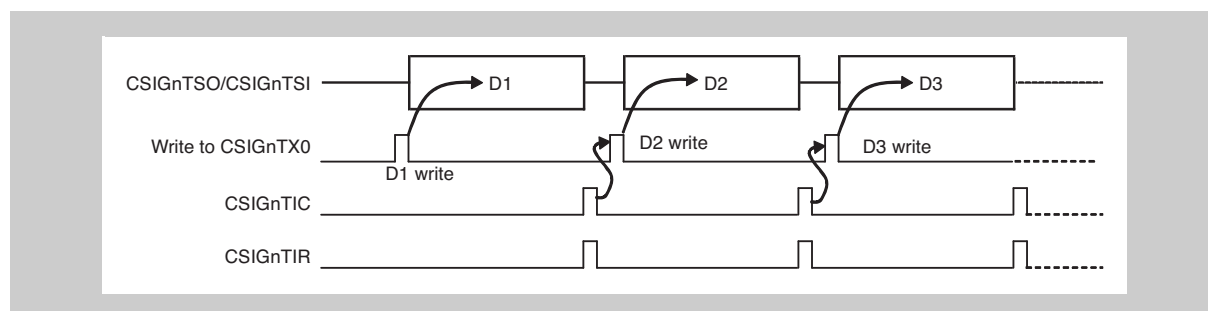 CSIGnTSO/CSIGnTSI D1 D2 D3
Write to CSIGnTX0 D2 write D3 write
D1 write
CSIGnTIC
CSIGnTIR